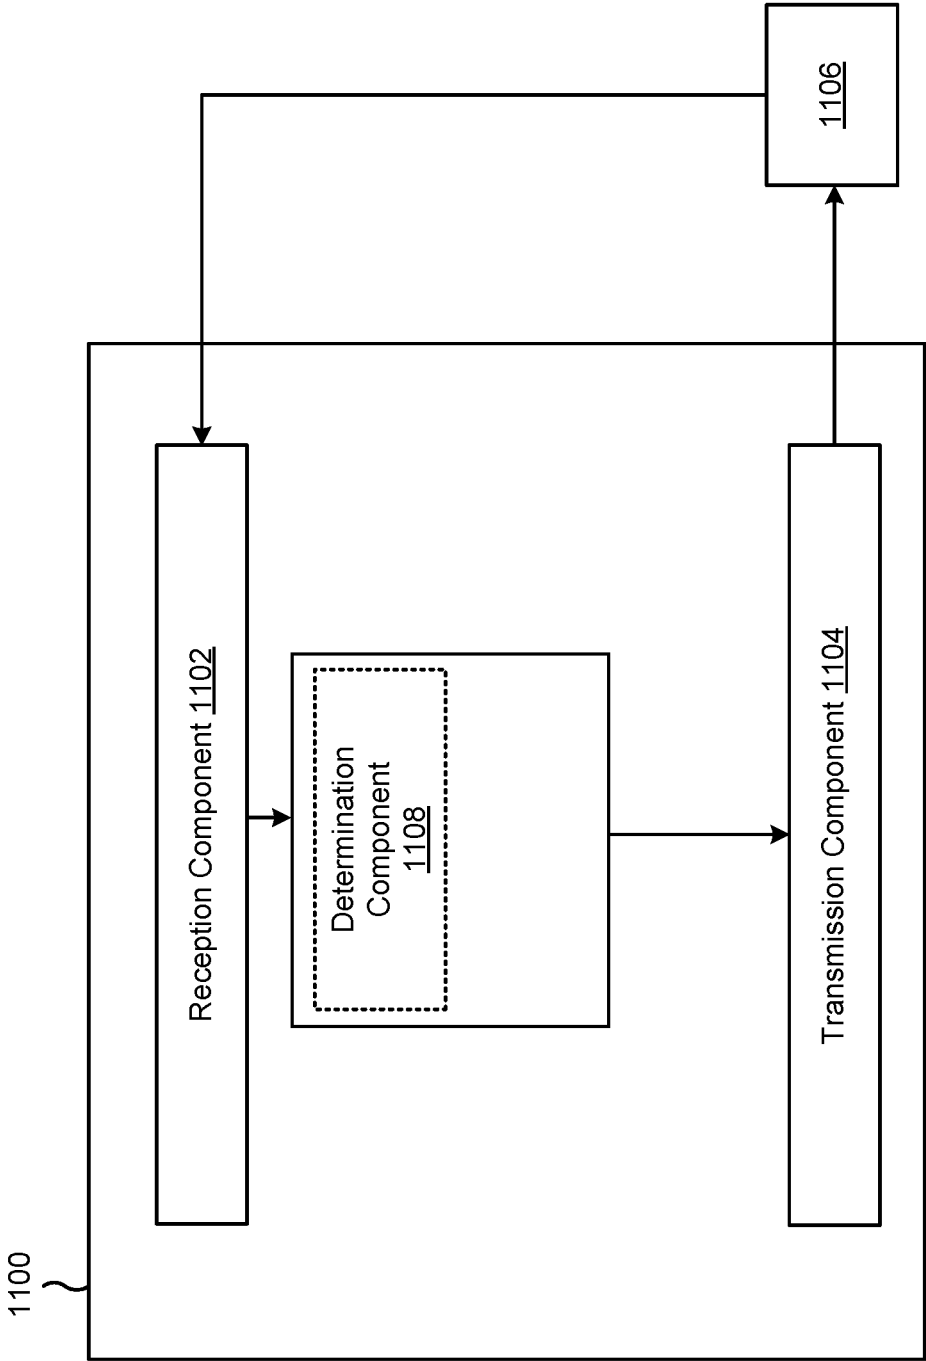 1100
Reception Component 1102
Determination
Component
1108
Transmission Component 1104
1106